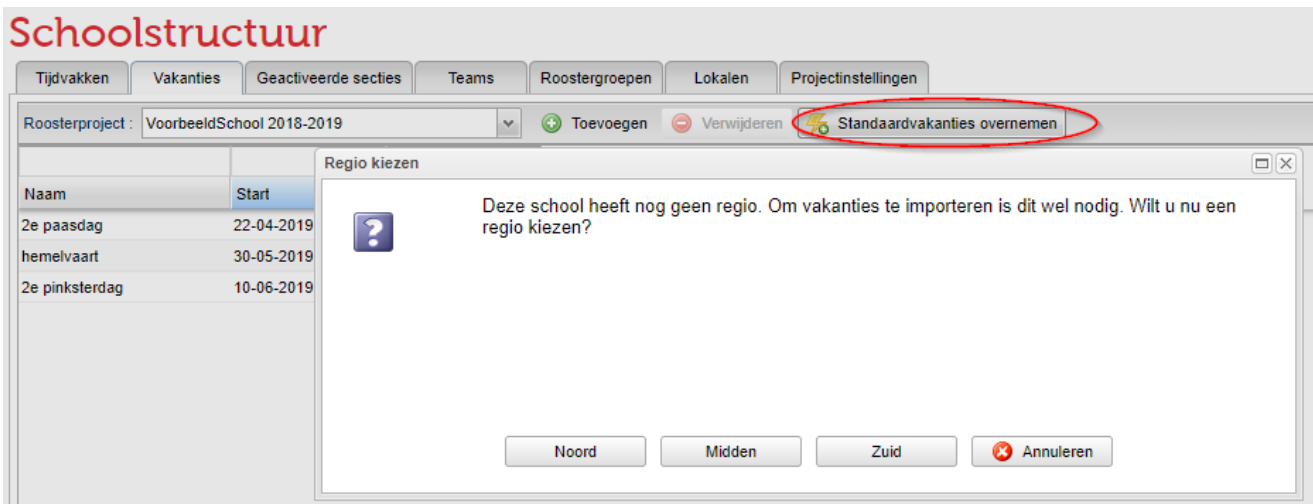 Schoolstructuur
Tijdvakken Vakanties Geactiveerde secties Teams Roostergroepen Lokalen Projectinstellingen
Roosterproject : VoorbeeldSchool 2018-2019 Toevoegen Verwijderen Standaardvakanties overnemen
Regio kiezen
Naam Start
Deze school heeft nog geen regio. Om vakanties te importeren is dit wel nodig. Wilt u nu een
regio kiezen?
2e paasdag 22-04-2019
hemelvaart 30-05-2019
2e pinksterdag 10-06-2019
Noord Midden Zuid Annuleren